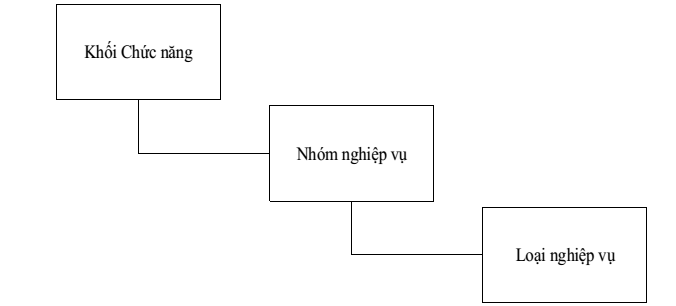 Khối Chức năng
Nhóm nghiệp vụ
Loại nghiệp vụ